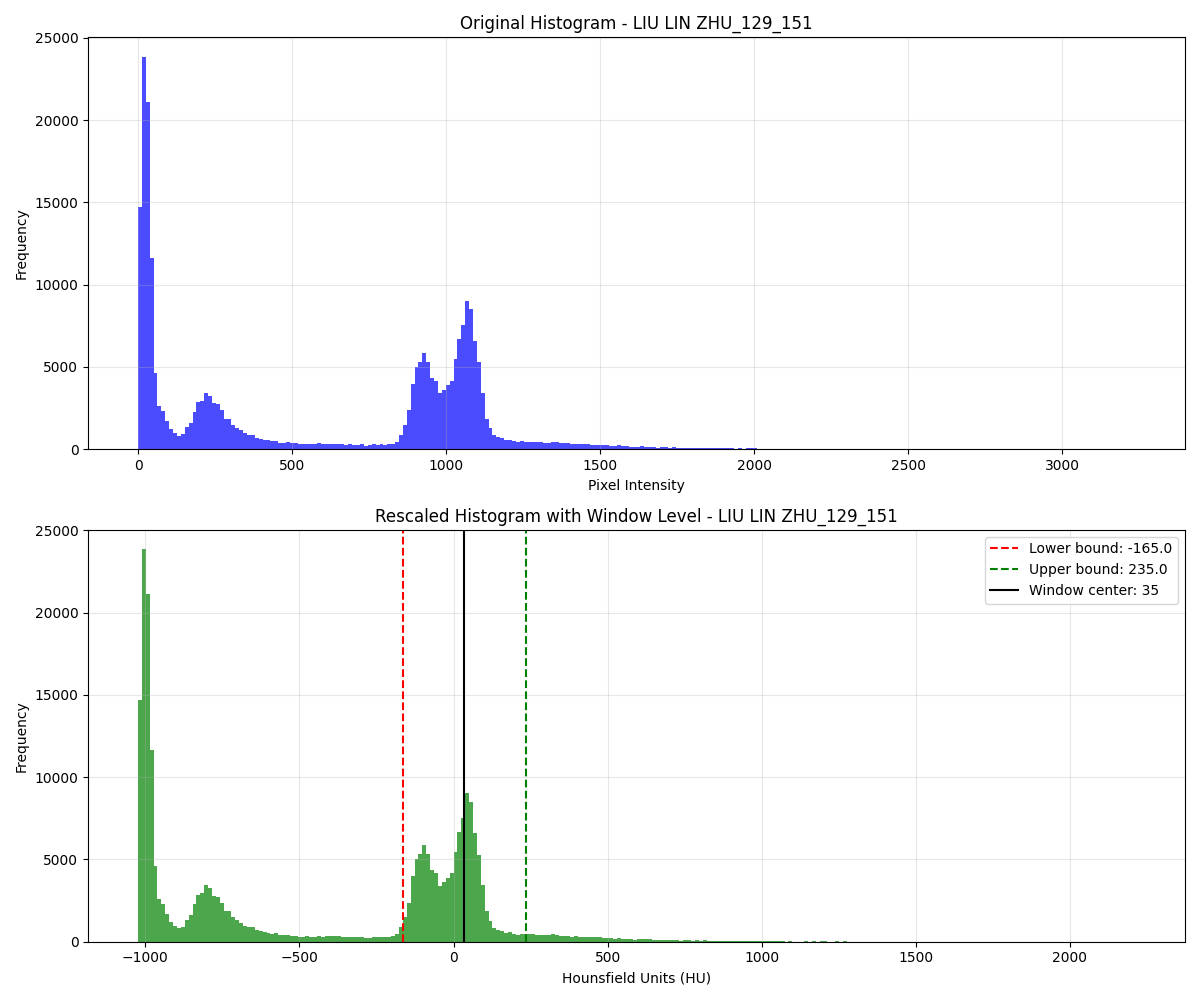 Original Histogram - LIU LIN ZHU_129_151
25000
20000
15000
10000
5000
0
Frequency
0 500 1000 1500 2000 2500 3000
Pixel Intensity
Rescaled Histogram with Window Level - LIU LIN ZHU_129_151
25000
20000
15000
10000
5000
0
Frequency
Lower bound: -165.0
Upper bound: 235.0
Window center: 35
−1000 −500 0 500 1000 1500 2000
Hounsfield Units (HU)